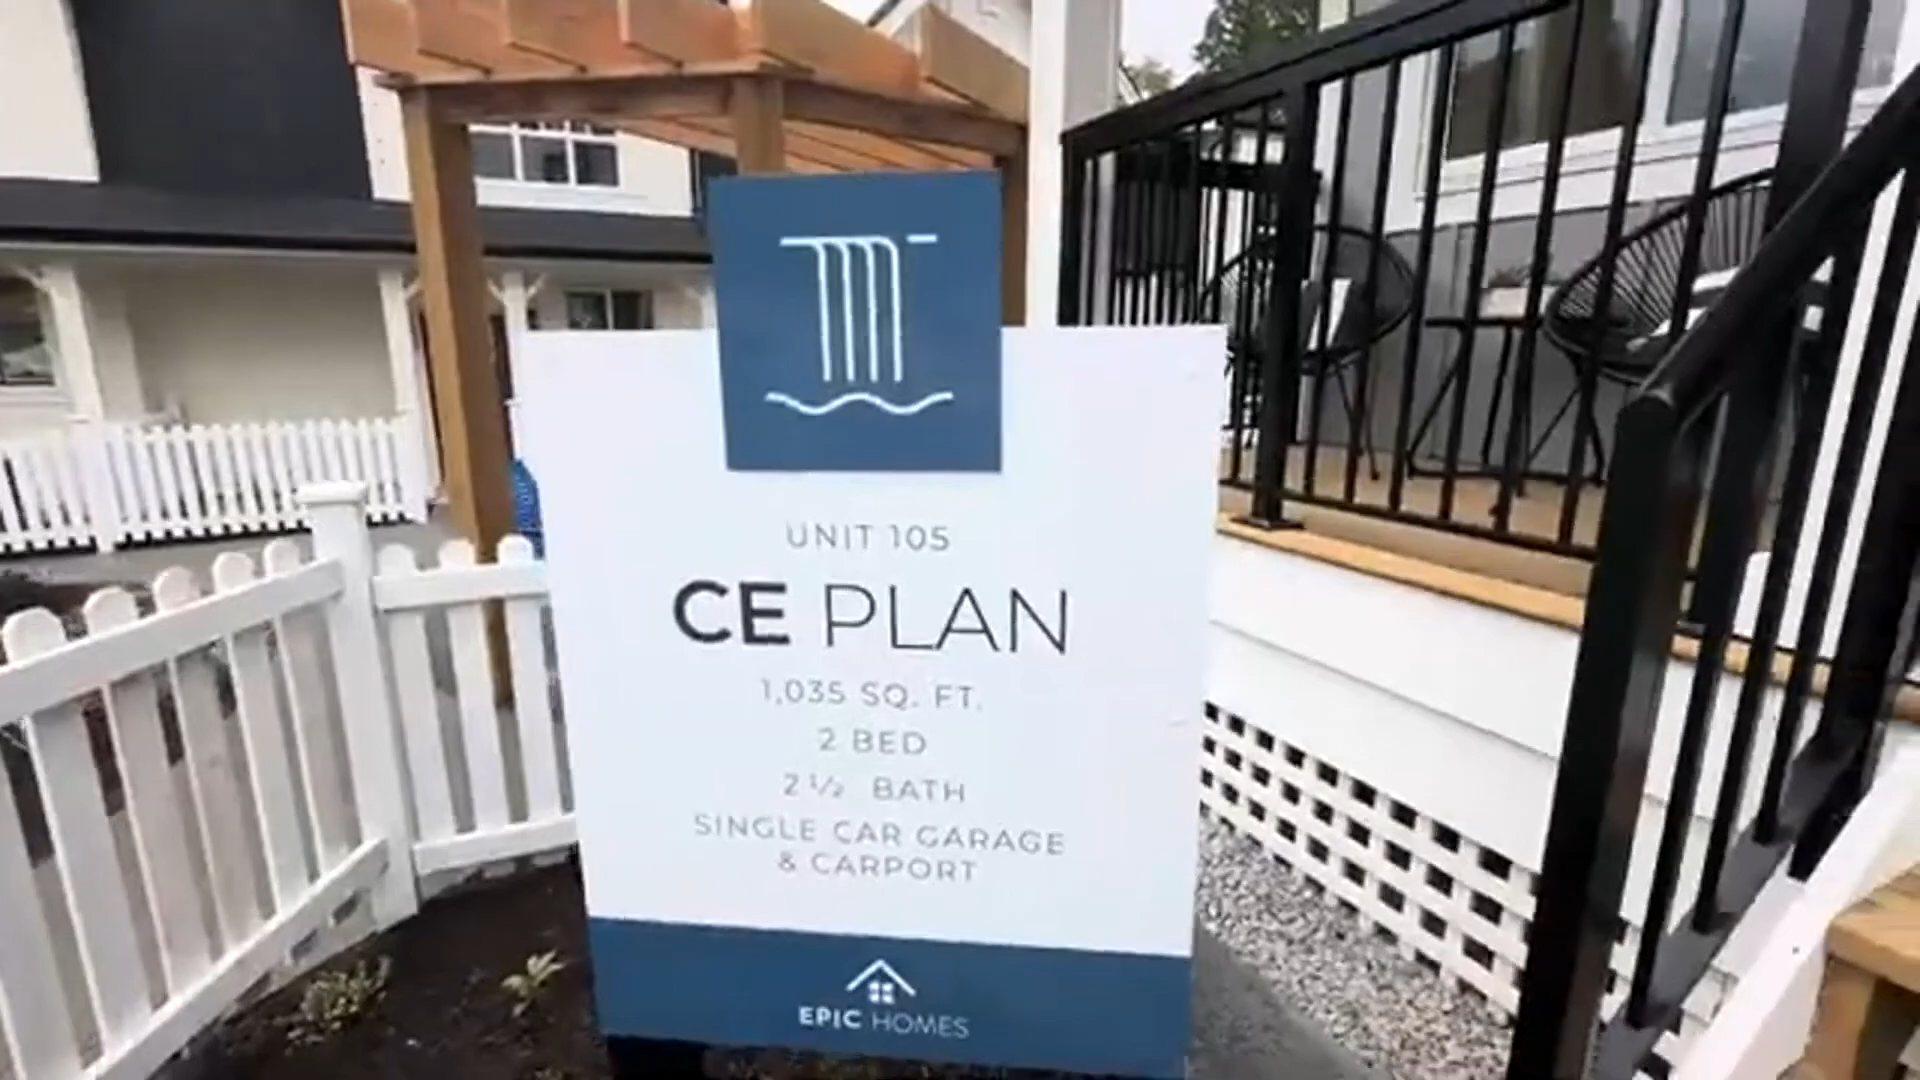 UNIT 105
CE PLAN
1,035 SQ. FT.
2 BED
2 ½ BATH
SINGLE CAR GARAGE
& CARPORT
EPIC HOMES